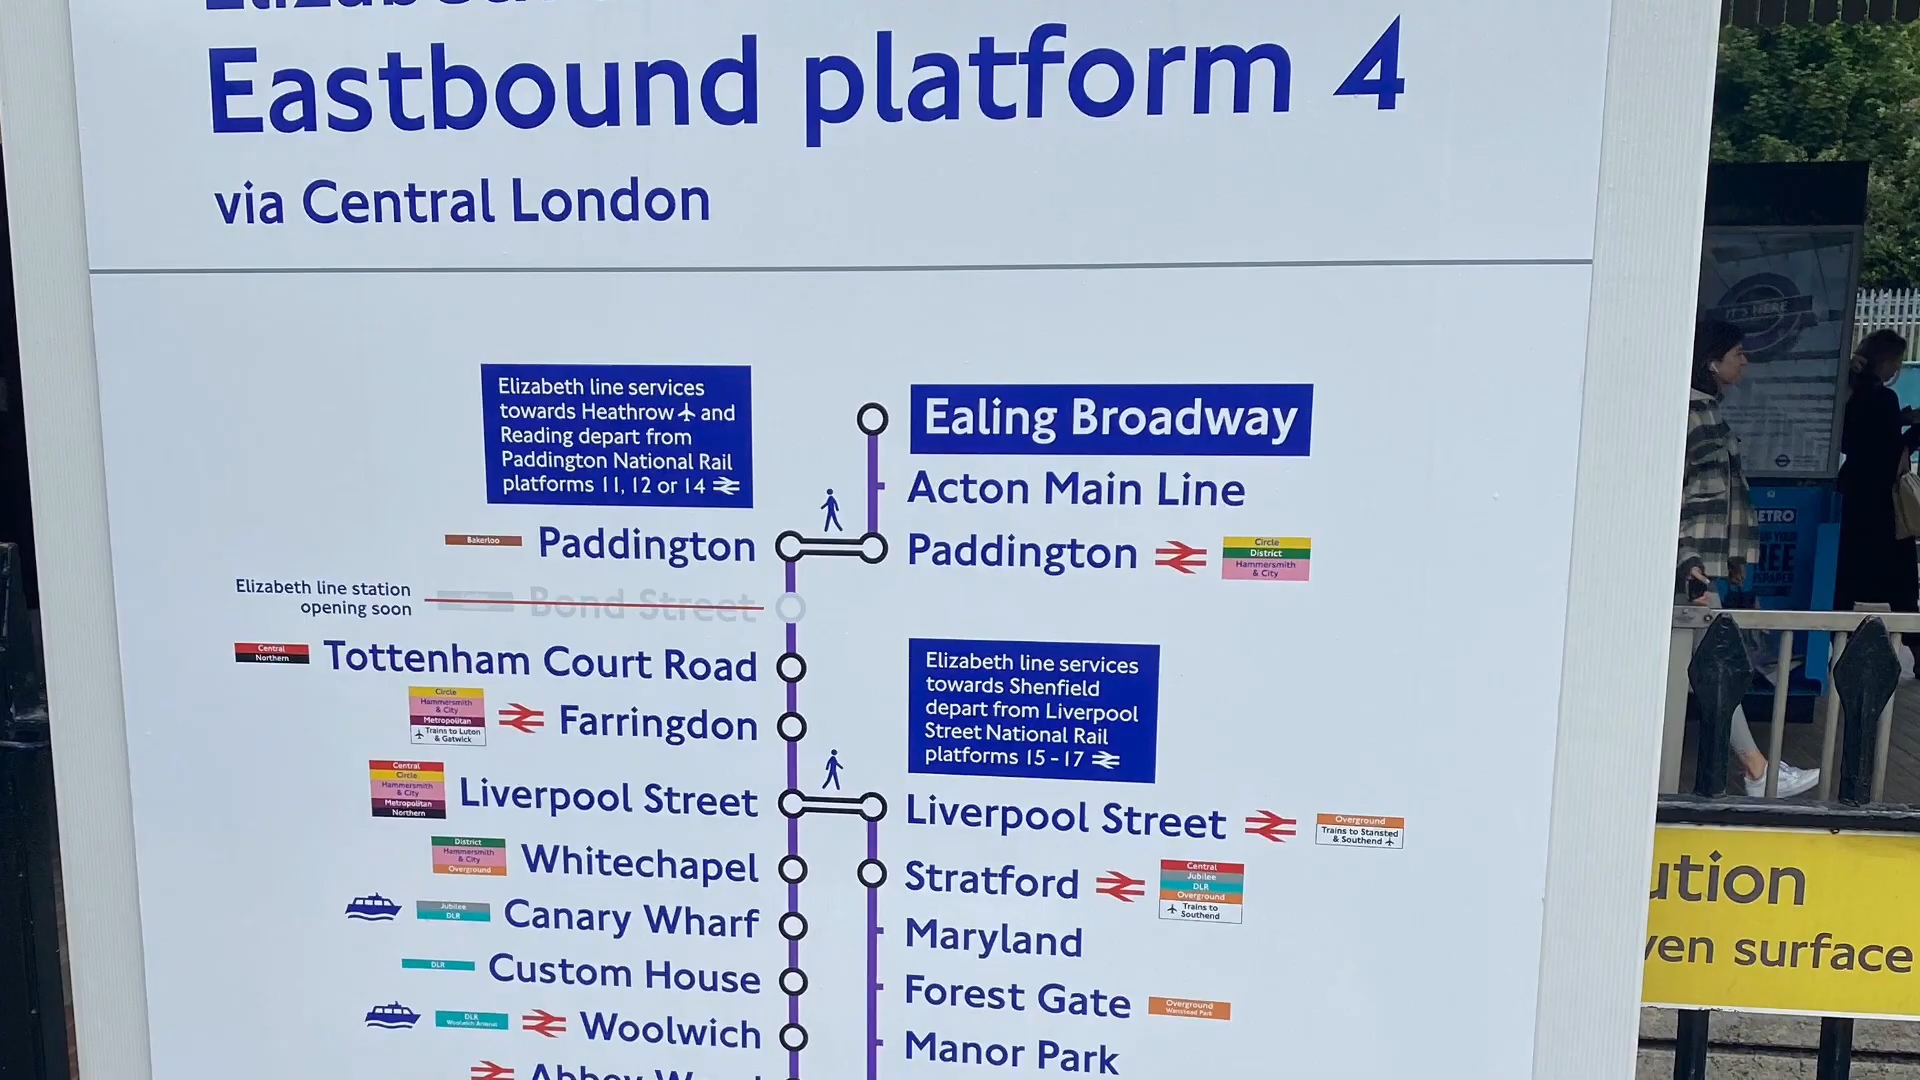 Eastbound platform 4
via Central London
Elizabeth line services
towards Heathrow and
Reading depart from
Paddington National Rail
platforms 11, 12 or 14
Ealing Broadway
Acton Main Line
Bakerloo
Paddington
Paddington
Circle
District
Hammersmith
& City
Elizabeth line station
opening soon
Bond Street
Central
Northern
Tottenham Court Road
Elizabeth line services
towards Shenfield
depart from Liverpool
Street National Rail
platforms 15 - 17
Circle
Hammersmith
& City
Metropolitan
Trains to Luton
& Gatwick
Farringdon
Central
Circle
Hammersmith
& City
Metropolitan
Northern
Liverpool Street
Liverpool Street
Overground
Trains to Stansted
& Southend
District
Hammersmith
& City
Overground
Whitechapel
Stratford
Central
Jubilee
DLR
Overground
Trains to
Southend
Jubilee
DLR
Canary Wharf
Maryland
DLR
Custom House
Forest Gate
Overground
Wanstead Park
DLR
Woolwich Arsenal
Woolwich
Manor Park
IT'S HERE
ution
ven surface